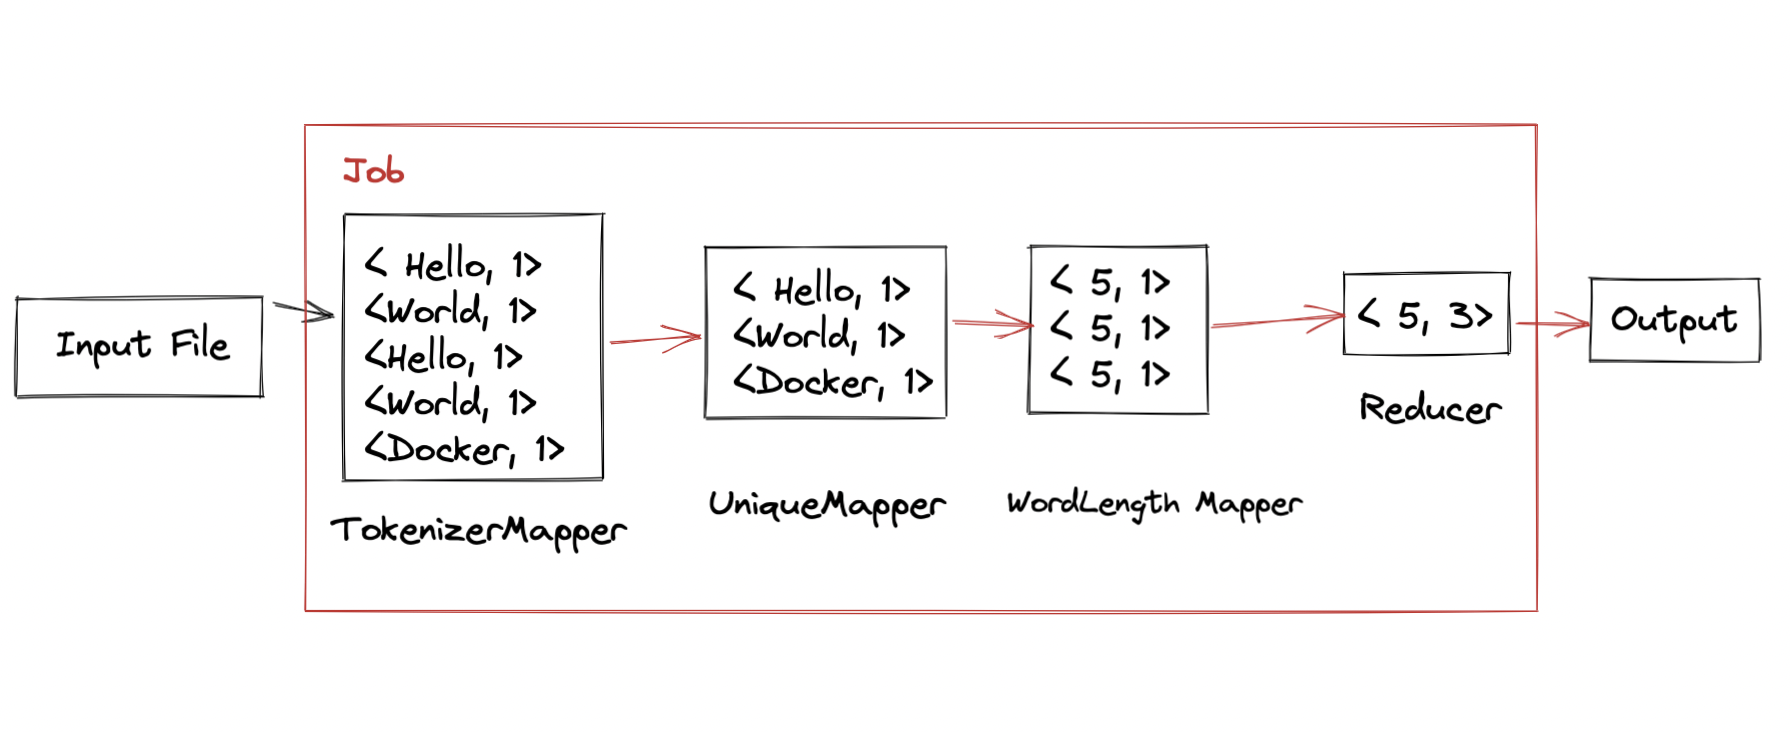 Job
Input File
< Hello, 1>
<World, 1>
<Hello, 1>
<World, 1>
<Docker, 1>
TokenizerMapper
< Hello, 1>
<World, 1>
<Docker, 1>
UniqueMapper
< 5, 1>
< 5, 1>
< 5, 1>
WordLength Mapper
< 5, 3>
Reducer
Output